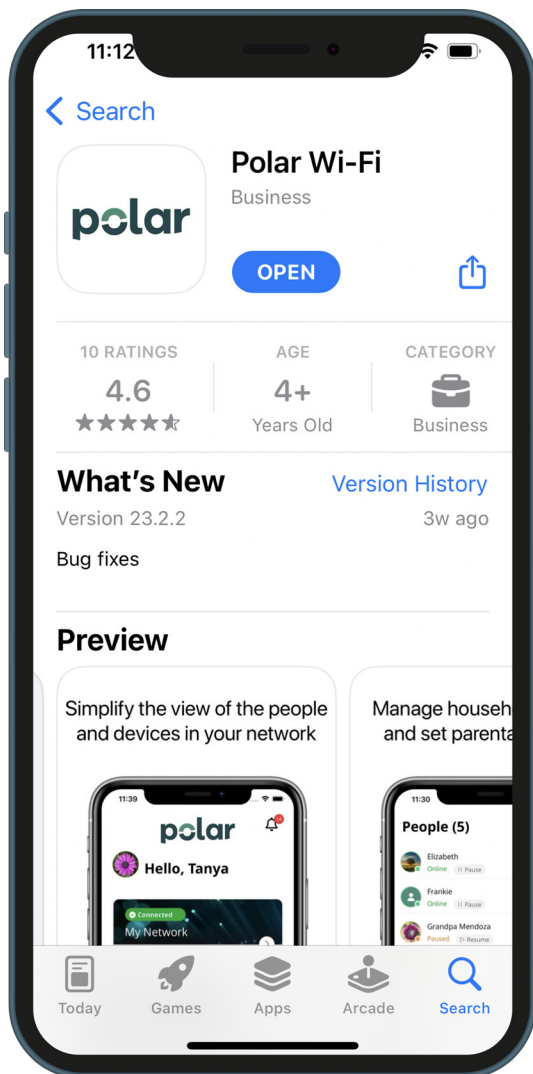 11:12
Search
polar
Polar Wi-Fi
Business
OPEN
10 RATINGS
AGE
CATEGORY
4.6
4+
Years Old
Business
What's New
Version History
Version 23.2.2
3w ago
Bug fixes
Preview
Simplify the view of the people
and devices in your network
11:39
polar
Hello, Tanya
Connected
My Network
Manage househ
and set parenta
11:30
People (5)
Elizabeth
Online
Pause
Frankie
Online
Pause
Grandpa Mendoza
Paused
Resume
Today
Games
Apps
Arcade
Search